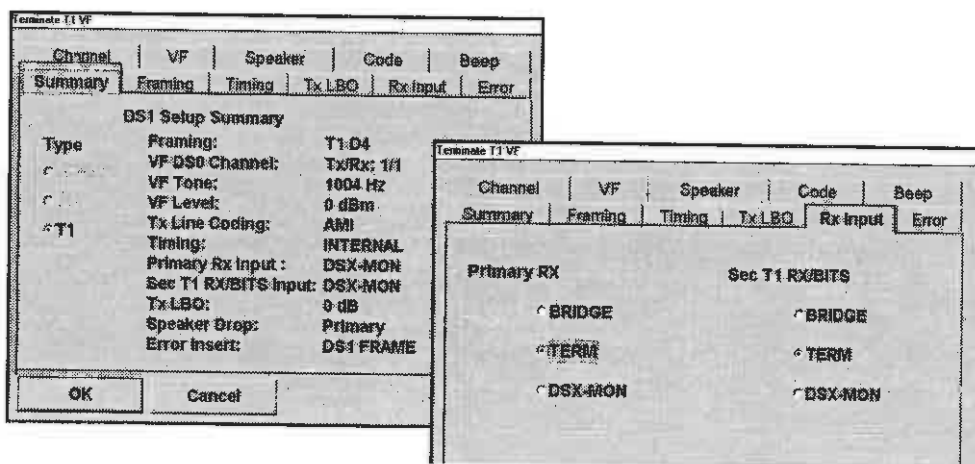 Terminate T1 VF
Channel VF Speaker Code Beep
Summary Framing Timing Tx LBO Rx Input Error
DS1 Setup Summary
Type
T1
Framing: T1 D4
VF DS0 Channel: Tx/Rx: 1/1
VF Tone: 1004 Hz
VF Level: 0 dBm
Tx Line Coding: AMI
Timing: INTERNAL
Primary Rx Input : DSX-MON
Sec T1 RX/BITS Input: DSX-MON
Tx LBO: 0 dB
Speaker Drop: Primary
Error Insert: DS1 FRAME
OK Cancel
Terminate T1 VF
Channel VF Speaker Code Beep
Summary Framing Timing Tx LBO Rx Input Error
Primary RX Sec T1 RX/BITS
BRIDGE BRIDGE
TERM TERM
DSX-MON DSX-MON